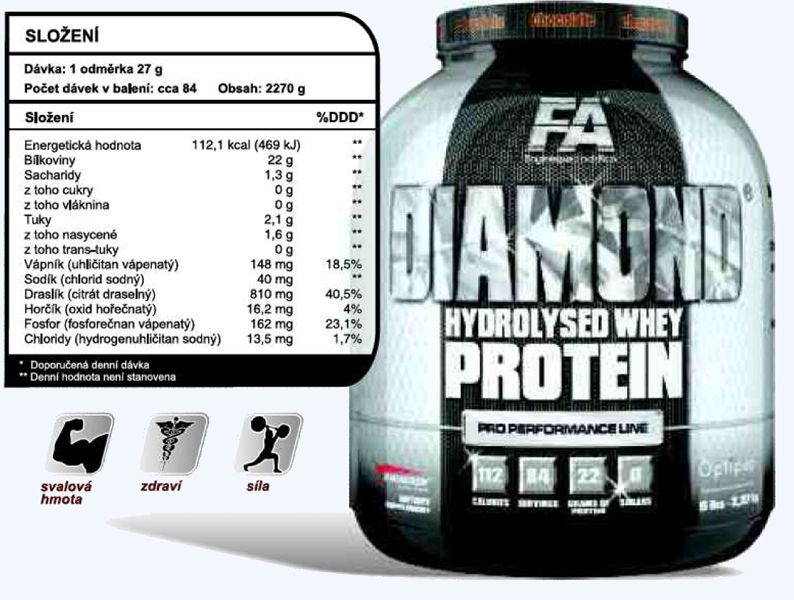 SLOŽENÍ
Dávka: 1 odměrka 27 g
Počet dávek v balení: cca 84 Obsah: 2270 g
Složení %DDD*
Energetická hodnota 112,1 kcal (469 kJ) **
Bílkoviny 22 g **
Sacharidy 1,3 g **
z toho cukry 0 g **
z toho vláknina 0 g **
Tuky 2,1 g **
z toho nasycené 1,6 g **
z toho trans-tuky 0 g **
Vápník (uhličitan vápenatý) 148 mg 18,5%
Sodík (chlorid sodný) 40 mg **
Draslík (citrát draselný) 810 mg 40,5%
Horčík (oxid hořečnatý) 16,2 mg 4%
Fosfor (fosforečnan vápenatý) 162 mg 23,1%
Chloridy (hydrogenuhličitan sodný) 13,5 mg 1,7%
* Doporučená denní dávka
** Denní hodnota není stanovena
svalová
hmota
zdraví
síla
chocolate
FA
DIAMOND®
HYDROLYSED WHEY
PROTEIN
PRO PERFORMANCE LINE
112 84 22 0
CALORIES SERVINGS GRAMS OF
PROTEIN SUGARS